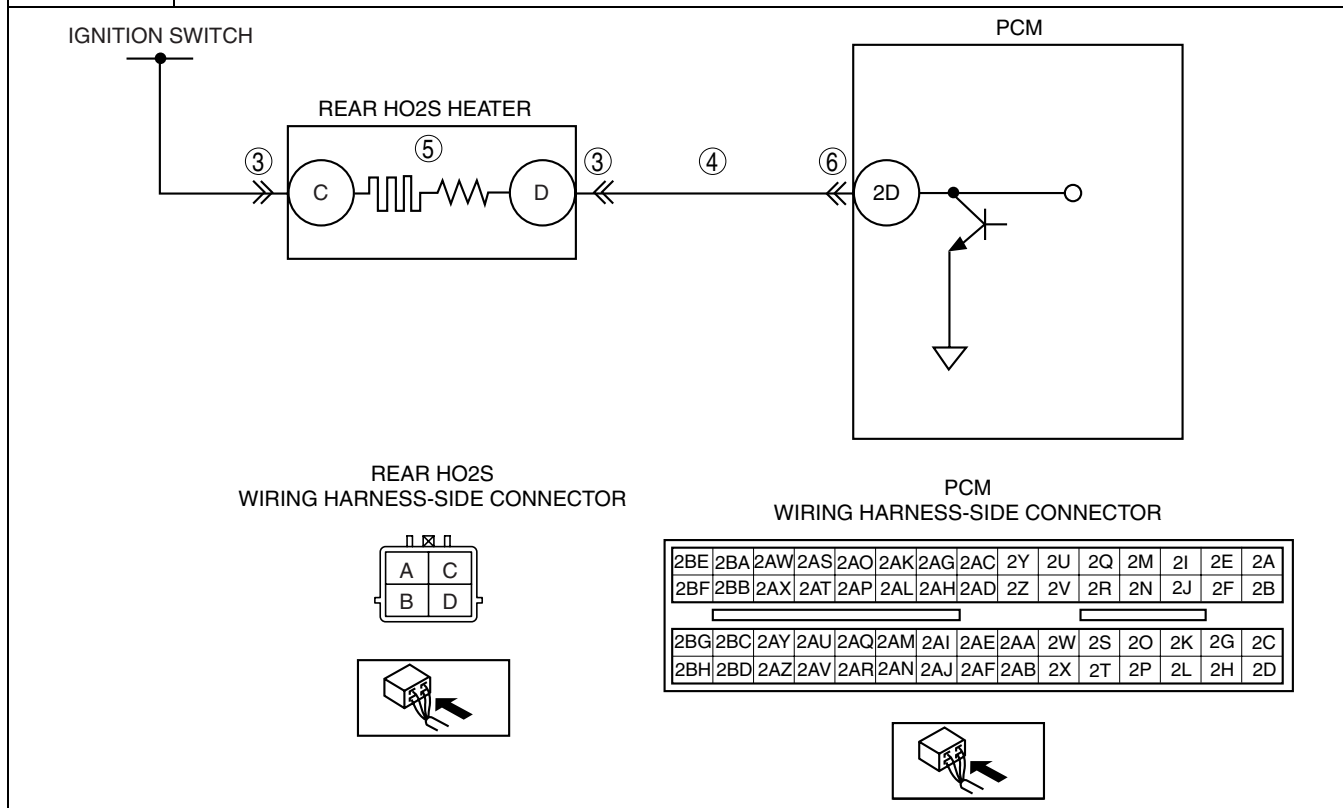 IGNITION SWITCH
PCM
REAR HO2S HEATER
③ ⑤ ③ ④ ⑥
C D 2D
REAR HO2S
WIRING HARNESS-SIDE CONNECTOR
A C
B D
PCM
WIRING HARNESS-SIDE CONNECTOR
2BE 2BA 2AW 2AS 2AO 2AK 2AG 2AC 2Y 2U 2Q 2M 2I 2E 2A
2BF 2BB 2AX 2AT 2AP 2AL 2AH 2AD 2Z 2V 2R 2N 2J 2F 2B
2BG 2BC 2AY 2AU 2AQ 2AM 2AI 2AE 2AA 2W 2S 2O 2K 2G 2C
2BH 2BD 2AZ 2AV 2AR 2AN 2AJ 2AF 2AB 2X 2T 2P 2L 2H 2D